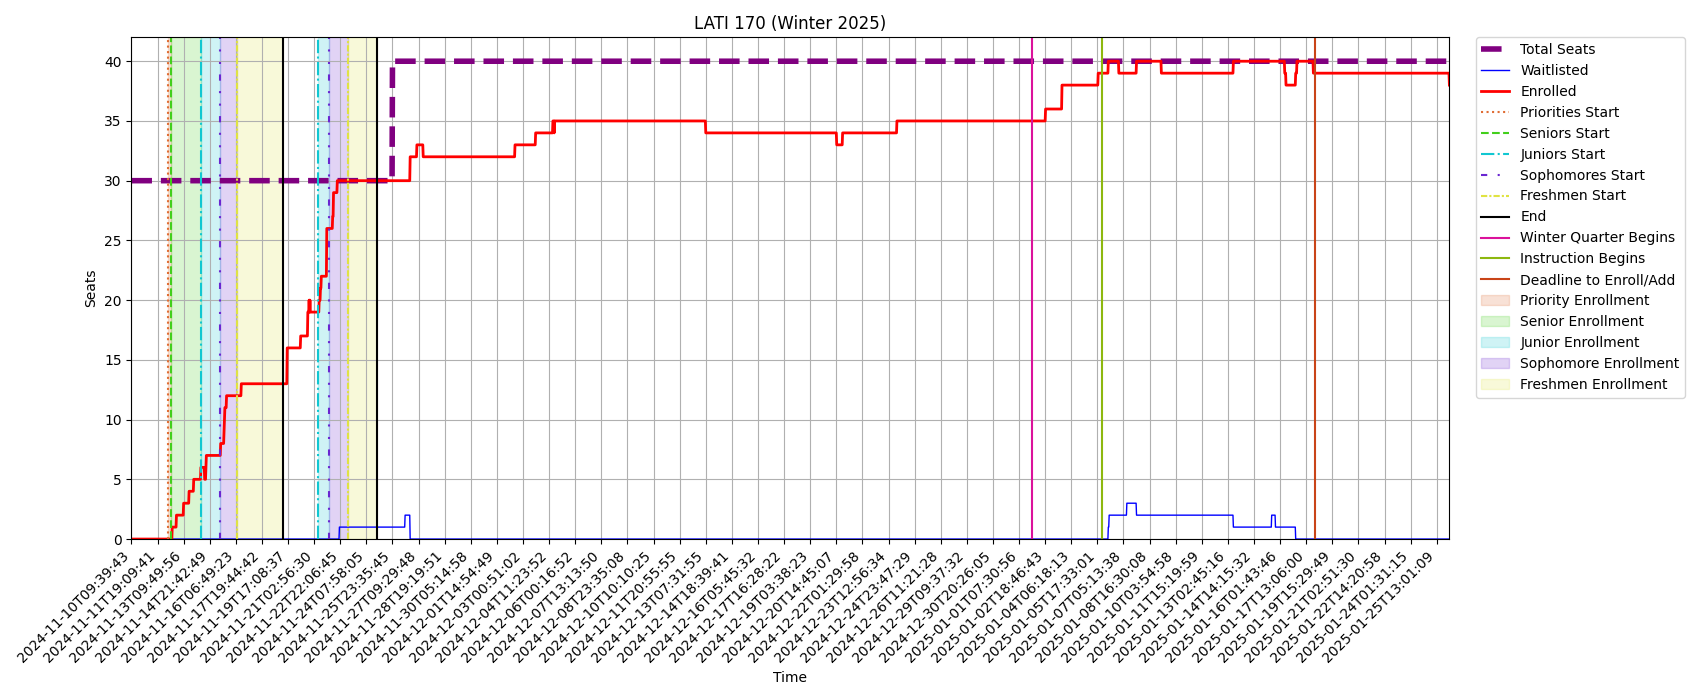 LATI 170 (Winter 2025)
Seats
40
35
30
25
20
15
10
5
0
2024-11-10T09:39:43
2024-11-11T19:09:41
2024-11-13T09:49:56
2024-11-14T21:42:49
2024-11-16T06:49:23
2024-11-17T19:44:42
2024-11-19T17:08:37
2024-11-21T02:56:30
2024-11-22T22:06:45
2024-11-24T07:58:05
2024-11-25T23:35:45
2024-11-27T09:29:48
2024-11-28T19:19:51
2024-11-30T05:14:58
2024-12-01T14:54:49
2024-12-03T00:51:02
2024-12-04T11:23:52
2024-12-06T00:16:52
2024-12-07T13:13:50
2024-12-08T23:35:08
2024-12-10T10:10:25
2024-12-11T20:55:55
2024-12-13T07:31:55
2024-12-14T18:39:41
2024-12-16T05:45:32
2024-12-17T16:28:22
2024-12-19T03:38:23
2024-12-20T14:45:07
2024-12-22T01:29:58
2024-12-23T12:56:34
2024-12-24T23:47:29
2024-12-26T11:21:28
2024-12-29T09:37:32
2024-12-30T20:26:05
2025-01-01T07:30:56
2025-01-02T18:46:43
2025-01-04T06:18:13
2025-01-05T17:33:01
2025-01-07T05:13:38
2025-01-08T16:30:08
2025-01-10T03:54:58
2025-01-11T15:19:59
2025-01-13T02:45:16
2025-01-14T14:15:32
2025-01-16T01:43:46
2025-01-17T13:06:00
2025-01-19T15:29:49
2025-01-21T02:51:30
2025-01-22T14:20:58
2025-01-24T01:31:15
2025-01-25T13:01:09
Time
Total Seats
Waitlisted
Enrolled
Priorities Start
Seniors Start
Juniors Start
Sophomores Start
Freshmen Start
End
Winter Quarter Begins
Instruction Begins
Deadline to Enroll/Add
Priority Enrollment
Senior Enrollment
Junior Enrollment
Sophomore Enrollment
Freshmen Enrollment